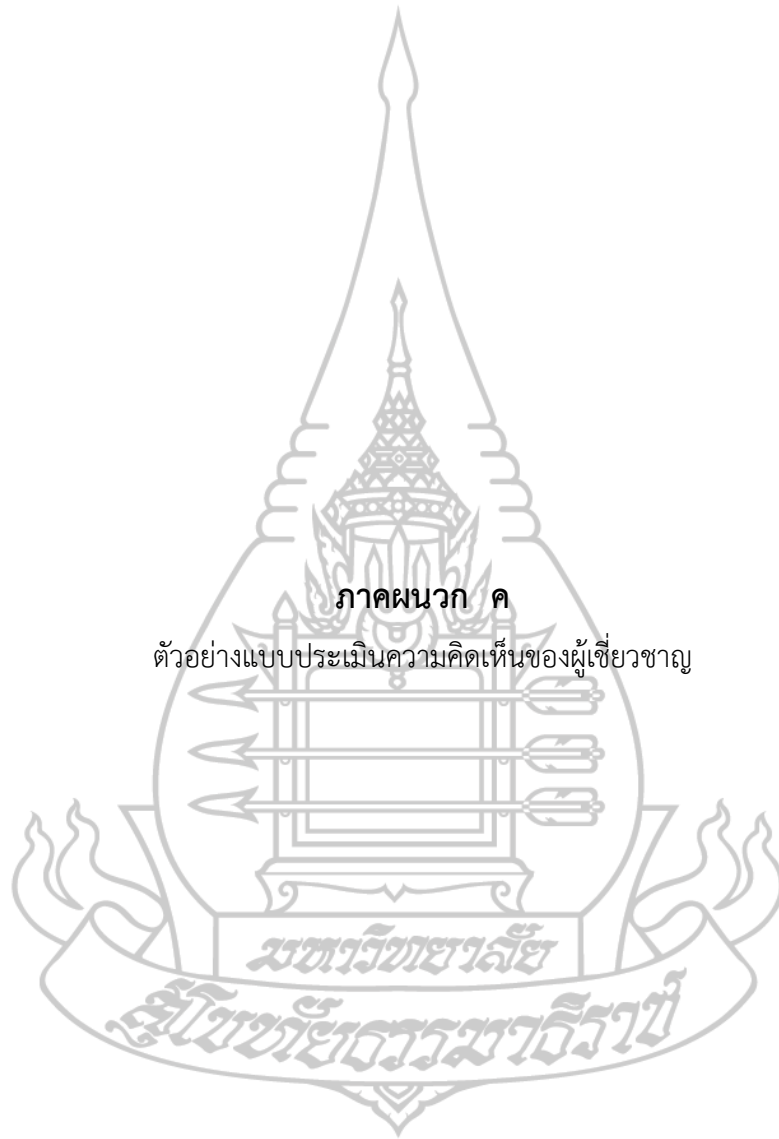 ภาคผนวก ค
ตัวอย่างแบบประเมินความคิดเห็นของผู้เชี่ยวชาญ
มหาวิทยาลัย
สุโขทัยธรรมาธิราช